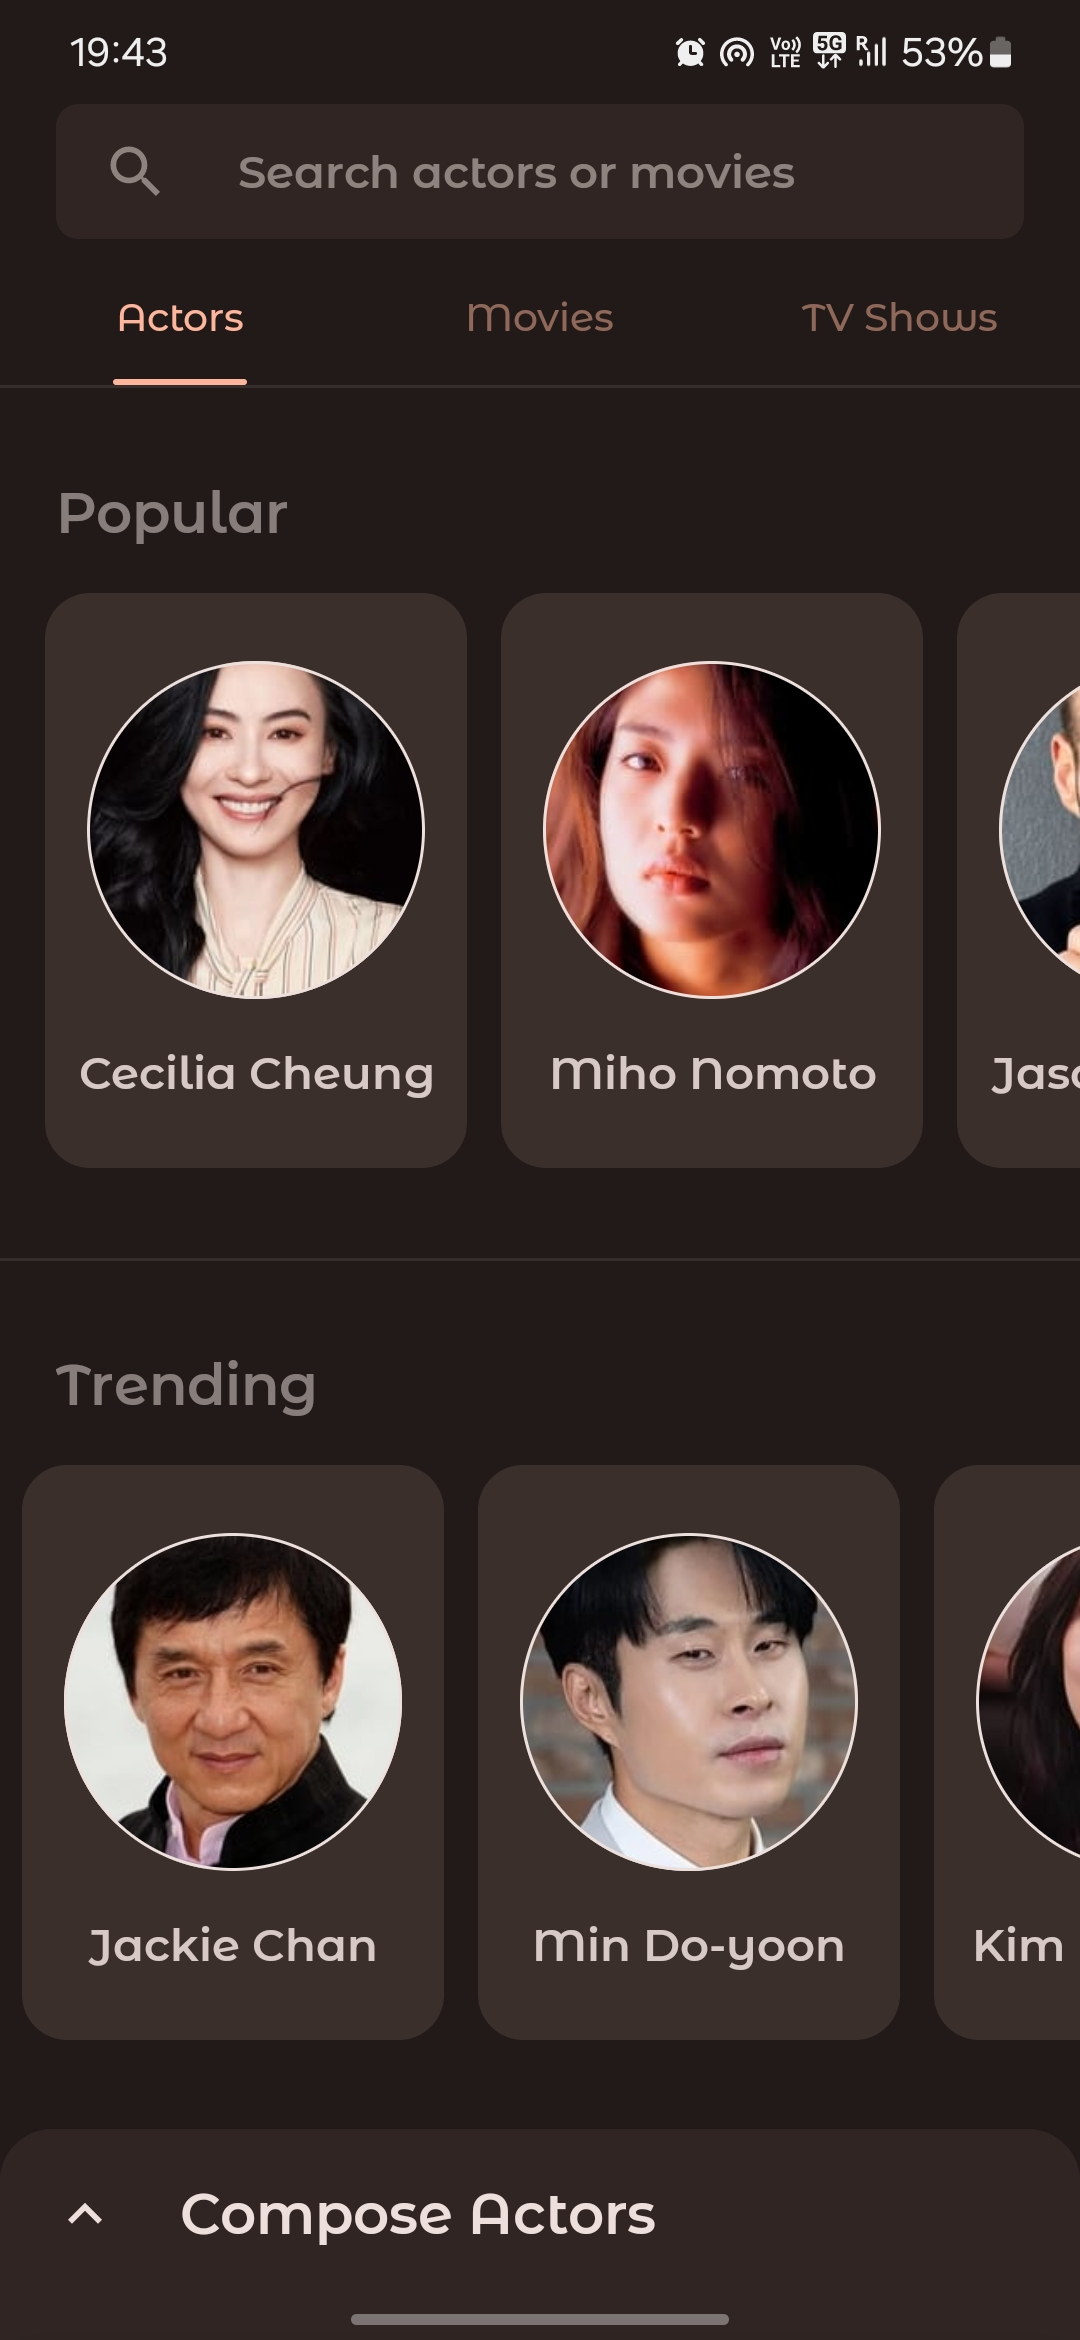 19:43 Vo)) LTE 5G R 53%
Search actors or movies
Actors Movies TV Shows
Popular
Cecilia Cheung Miho Nomoto Jaso
Trending
Jackie Chan Min Do-yoon Kim
Compose Actors